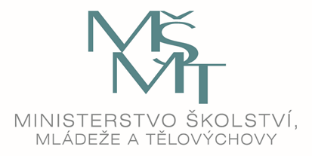 MŠ
MT
MINISTERSTVO ŠKOLSTVÍ,
MLÁDEŽE A TĚLOVÝCHOVY